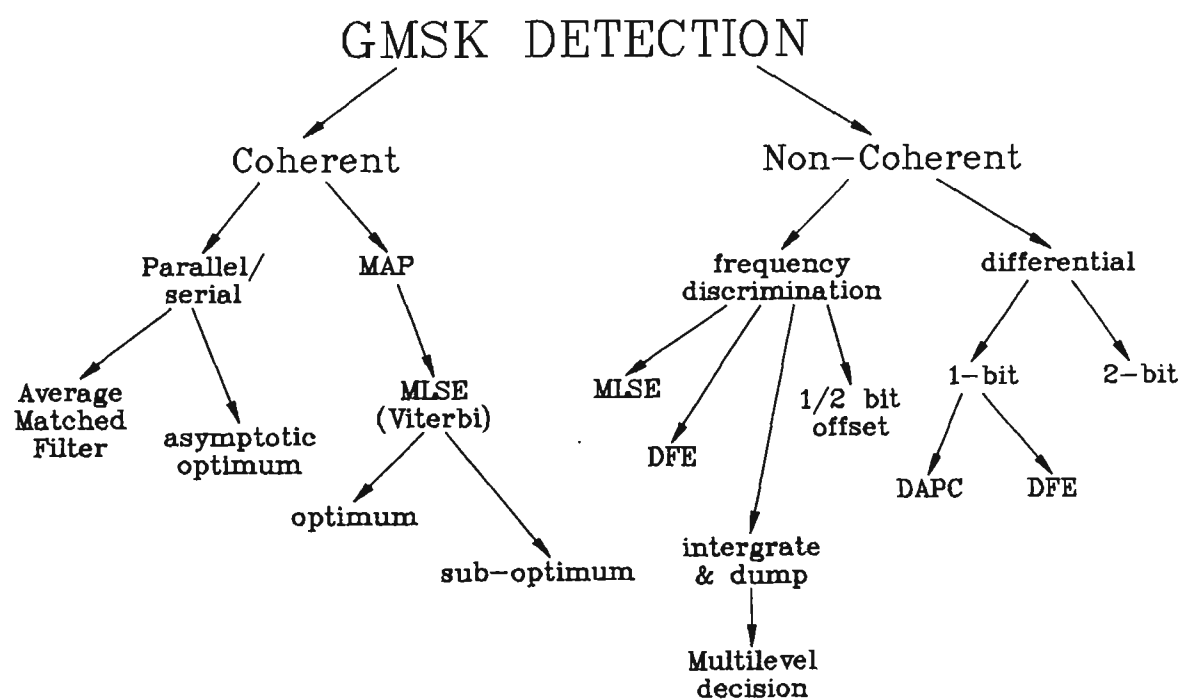 GMSK DETECTION
Coherent
Non-Coherent
Parallel/
serial
MAP
frequency
discrimination
differential
Average
Matched
Filter
asymptotic
optimum
MLSE
(Viterbi)
MLSE
DFE
1/2 bit
offset
1-bit
2-bit
DAPC
DFE
optimum
sub-optimum
intergrate
& dump
Multilevel
decision